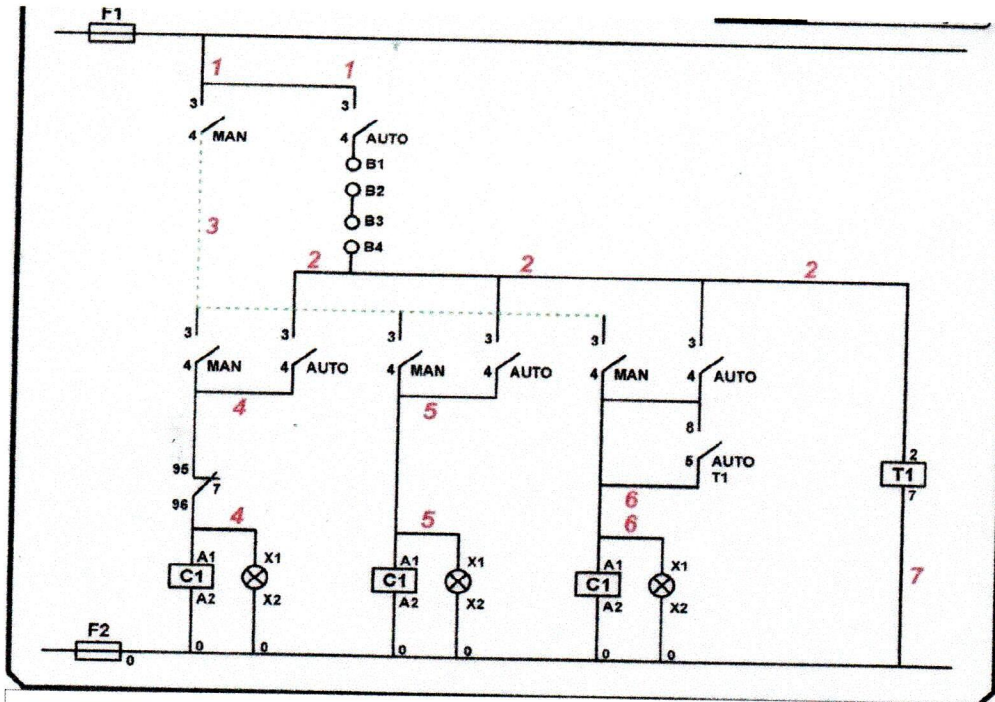 F1
1 1
3 3
4 MAN 4 AUTO
B1
B2
3 B3
B4
2 2 2
3 3 3 3 3
4 MAN 4 AUTO 4 MAN 4 AUTO 4 MAN 4 AUTO
4 5 8
5 AUTO
T1
2
T1
7
95
7
96
6
4 5 6
A1 X1 A1 X1 A1 X1
C1 C1 C1
A2 X2 A2 X2 A2 X2
7
F2
0 0 0 0 0 0 0 0